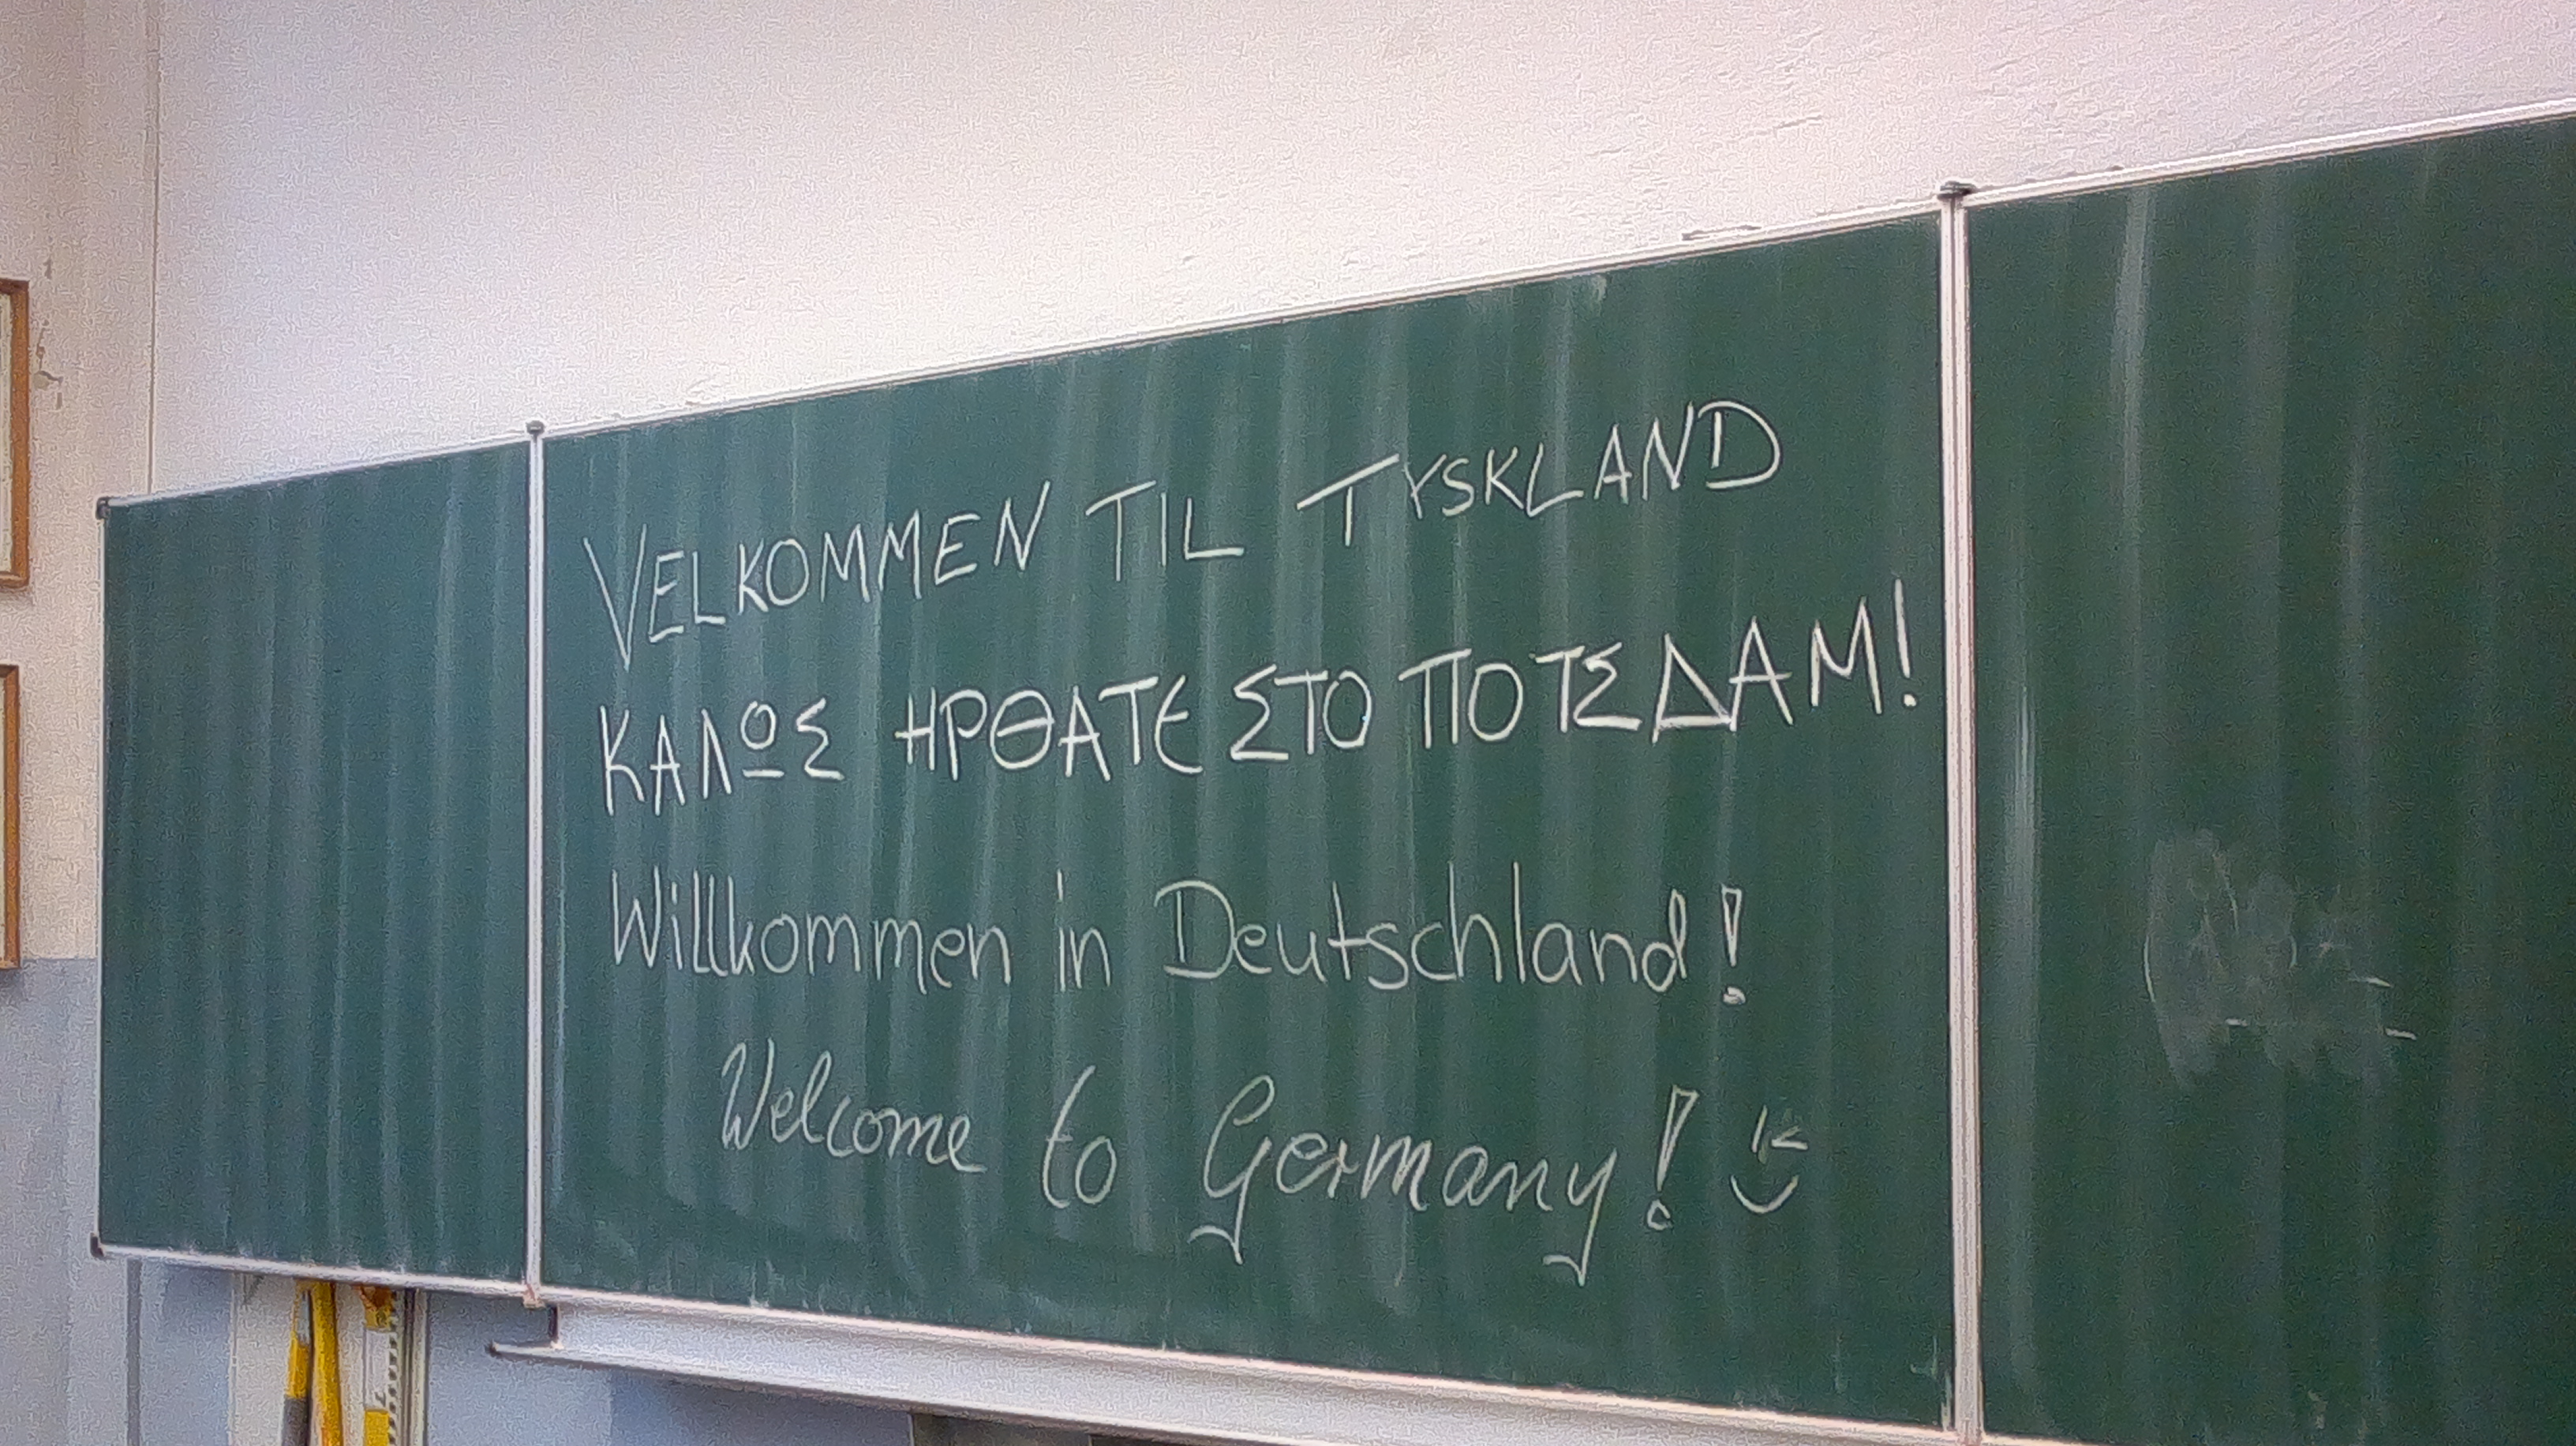 VELKOMMEN TIL TYSKLAND
ΚΑΛΩΣ ΗΡΘΑΤΕ ΣΤΟ ΠΟΤΣΔΑΜ!
Willkommen in Deutschland!
Welcome to Germany!